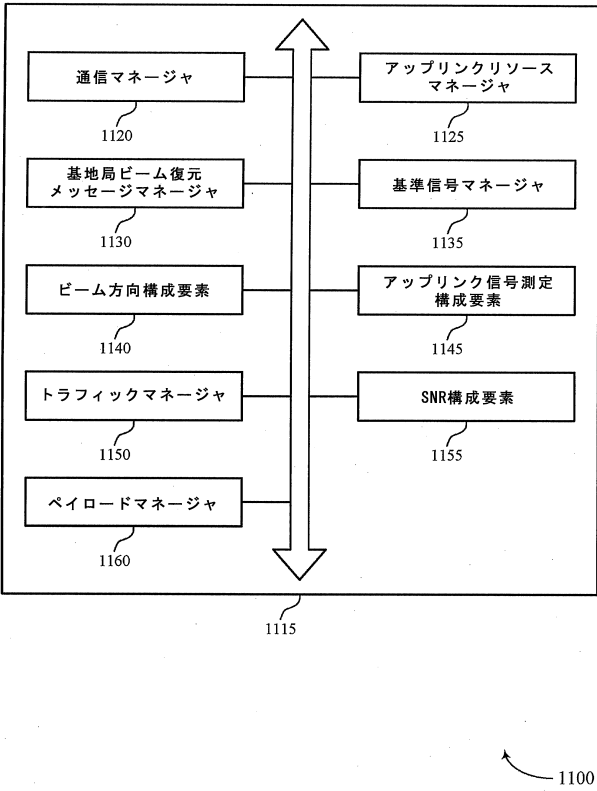 通信マネージャ
1120
アップリンクリソース
マネージャ
1125
基地局ビーム復元
メッセージマネージャ
1130
基準信号マネージャ
1135
ビーム方向構成要素
1140
アップリンク信号測定
構成要素
1145
トラフィックマネージャ
1150
SNR構成要素
1155
ペイロードマネージャ
1160
1115
1100